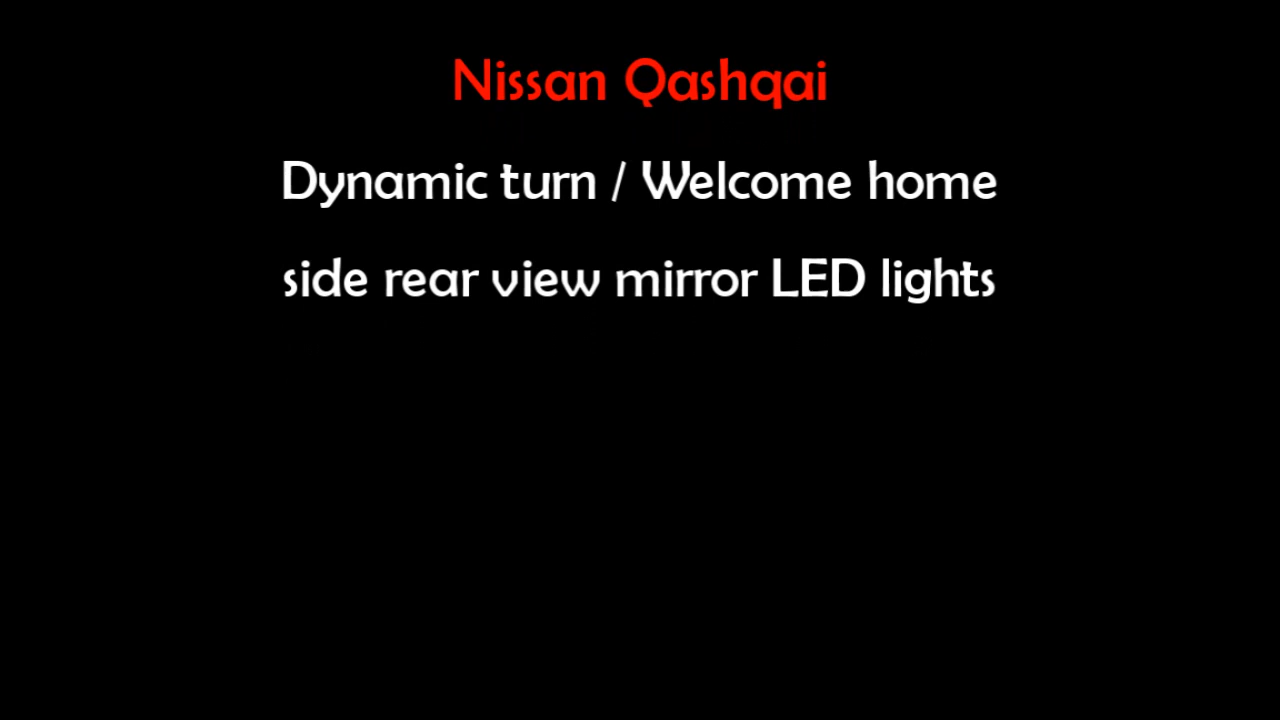 Nissan Qashqai
Dynamic turn / Welcome home
side rear view mirror LED lights